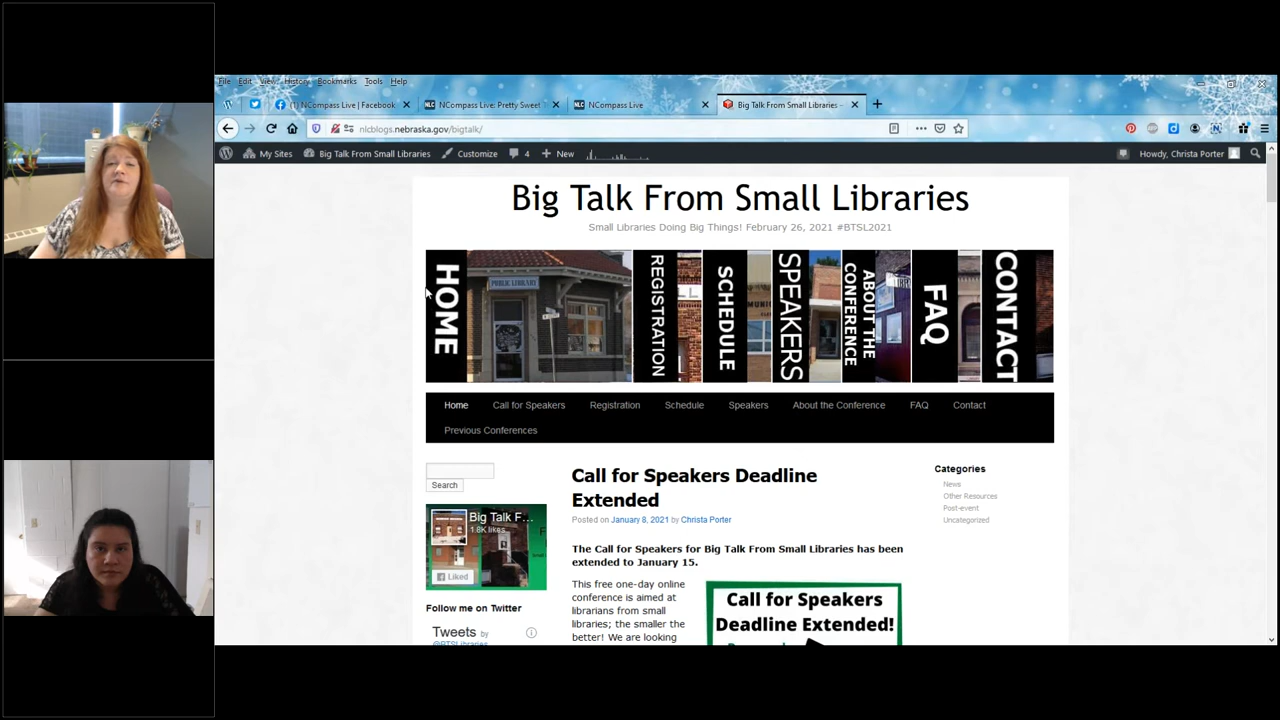 File Edit View History Bookmarks Tools Help
(1) NCompass Live | Facebook
NCompass Live: Pretty Sweet
NCompass Live
Big Talk From Small Libraries –
nlcblogs.nebraska.gov/bigtalk/
My Sites Big Talk From Small Libraries Customize 4 New Howdy, Christa Porter
Big Talk From Small Libraries
Small Libraries Doing Big Things! February 26, 2021 #BTSL2021
HOME
PUBLIC LIBRARY
REGISTRATION
SCHEDULE
SPEAKERS
ABOUT THE
CONFERENCE
FAQ
CONTACT
Home Call for Speakers Registration Schedule Speakers About the Conference FAQ Contact
Previous Conferences
Search
Big Talk F...
1.8K likes
Liked
Follow me on Twitter
Tweets by
@BTSLibraries
Call for Speakers Deadline
Extended
Posted on January 8, 2021 by Christa Porter
The Call for Speakers for Big Talk From Small Libraries has been
extended to January 15.
This free one-day online
conference is aimed at
librarians from small
libraries; the smaller the
better! We are looking
Call for Speakers
Deadline Extended!
Categories
News
Other Resources
Post-event
Uncategorized